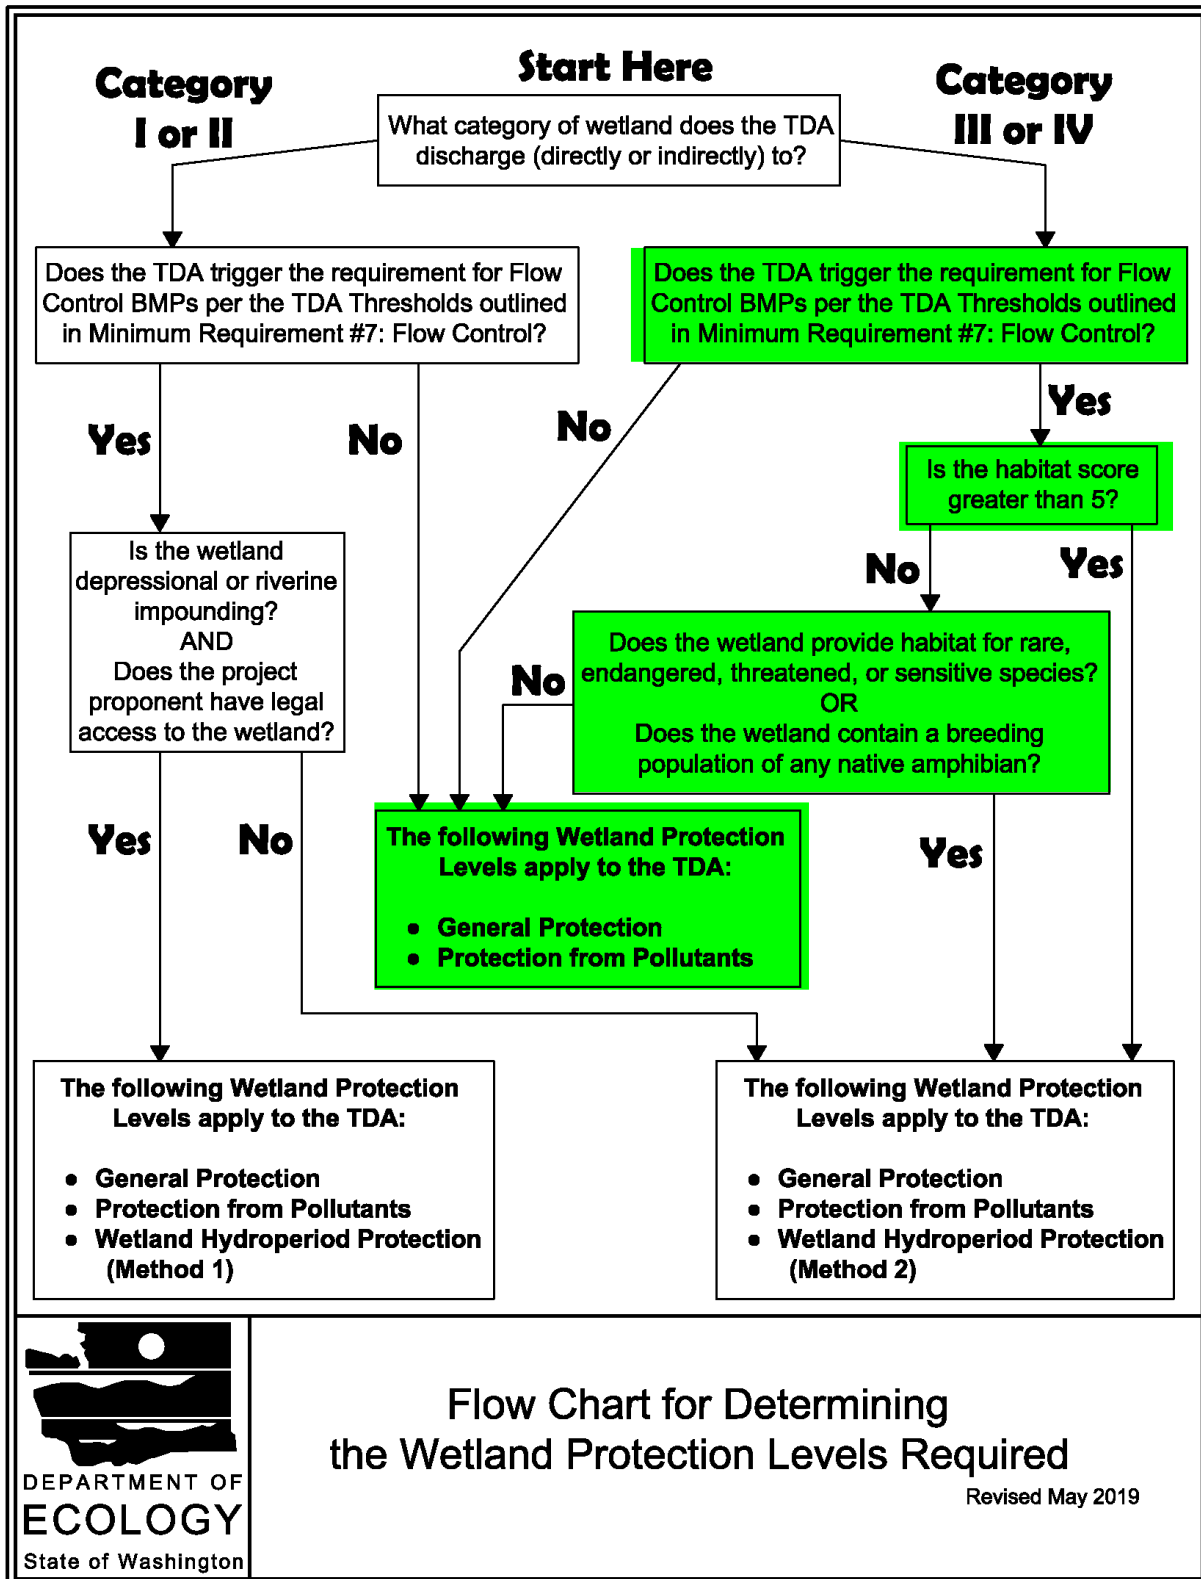 Start Here
Category
I or II
Category
III or IV
What category of wetland does the TDA
discharge (directly or indirectly) to?
Does the TDA trigger the requirement for Flow
Control BMPs per the TDA Thresholds outlined
in Minimum Requirement #7: Flow Control?
Does the TDA trigger the requirement for Flow
Control BMPs per the TDA Thresholds outlined
in Minimum Requirement #7: Flow Control?
Yes
No
No
Yes
Is the habitat score
greater than 5?
Is the wetland
depressional or riverine
impounding?
AND
Does the project
proponent have legal
access to the wetland?
No
Yes
Does the wetland provide habitat for rare,
endangered, threatened, or sensitive species?
OR
Does the wetland contain a breeding
population of any native amphibian?
No
Yes
No
Yes
The following Wetland Protection
Levels apply to the TDA:
• General Protection
• Protection from Pollutants
The following Wetland Protection
Levels apply to the TDA:
• General Protection
• Protection from Pollutants
• Wetland Hydroperiod Protection
(Method 1)
The following Wetland Protection
Levels apply to the TDA:
• General Protection
• Protection from Pollutants
• Wetland Hydroperiod Protection
(Method 2)
DEPARTMENT OF
ECOLOGY
State of Washington
Flow Chart for Determining
the Wetland Protection Levels Required
Revised May 2019